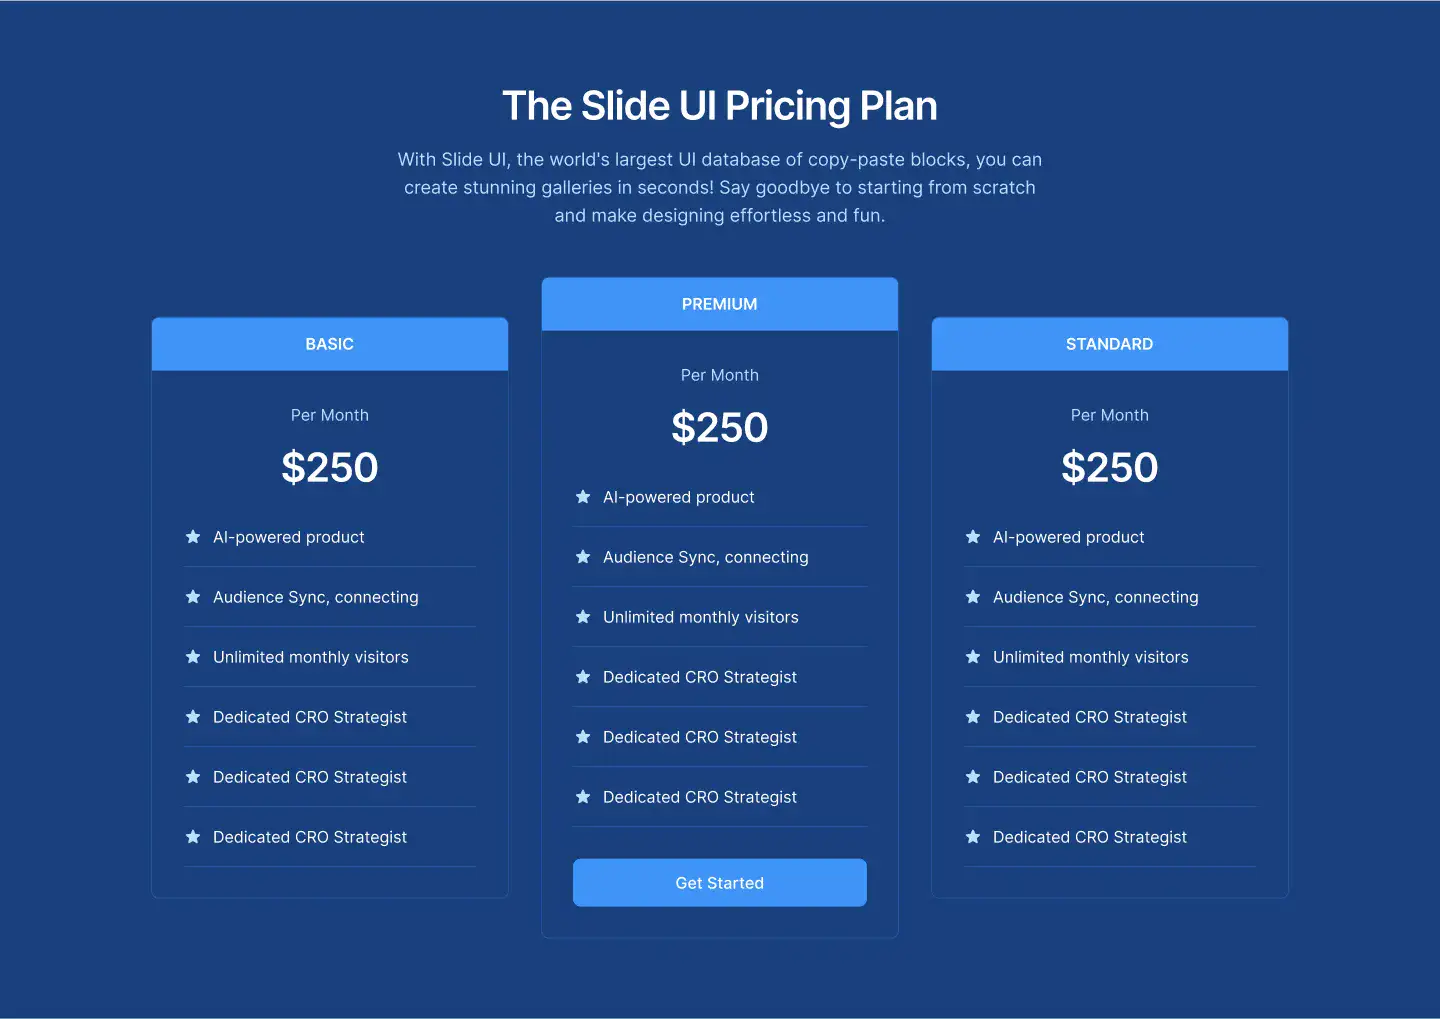 The Slide UI Pricing Plan
With Slide UI, the world's largest UI database of copy-paste blocks, you can
create stunning galleries in seconds! Say goodbye to starting from scratch
and make designing effortless and fun.
BASIC
Per Month
$250
AI-powered product
Audience Sync, connecting
Unlimited monthly visitors
Dedicated CRO Strategist
Dedicated CRO Strategist
Dedicated CRO Strategist
PREMIUM
Per Month
$250
AI-powered product
Audience Sync, connecting
Unlimited monthly visitors
Dedicated CRO Strategist
Dedicated CRO Strategist
Dedicated CRO Strategist
Get Started
STANDARD
Per Month
$250
AI-powered product
Audience Sync, connecting
Unlimited monthly visitors
Dedicated CRO Strategist
Dedicated CRO Strategist
Dedicated CRO Strategist